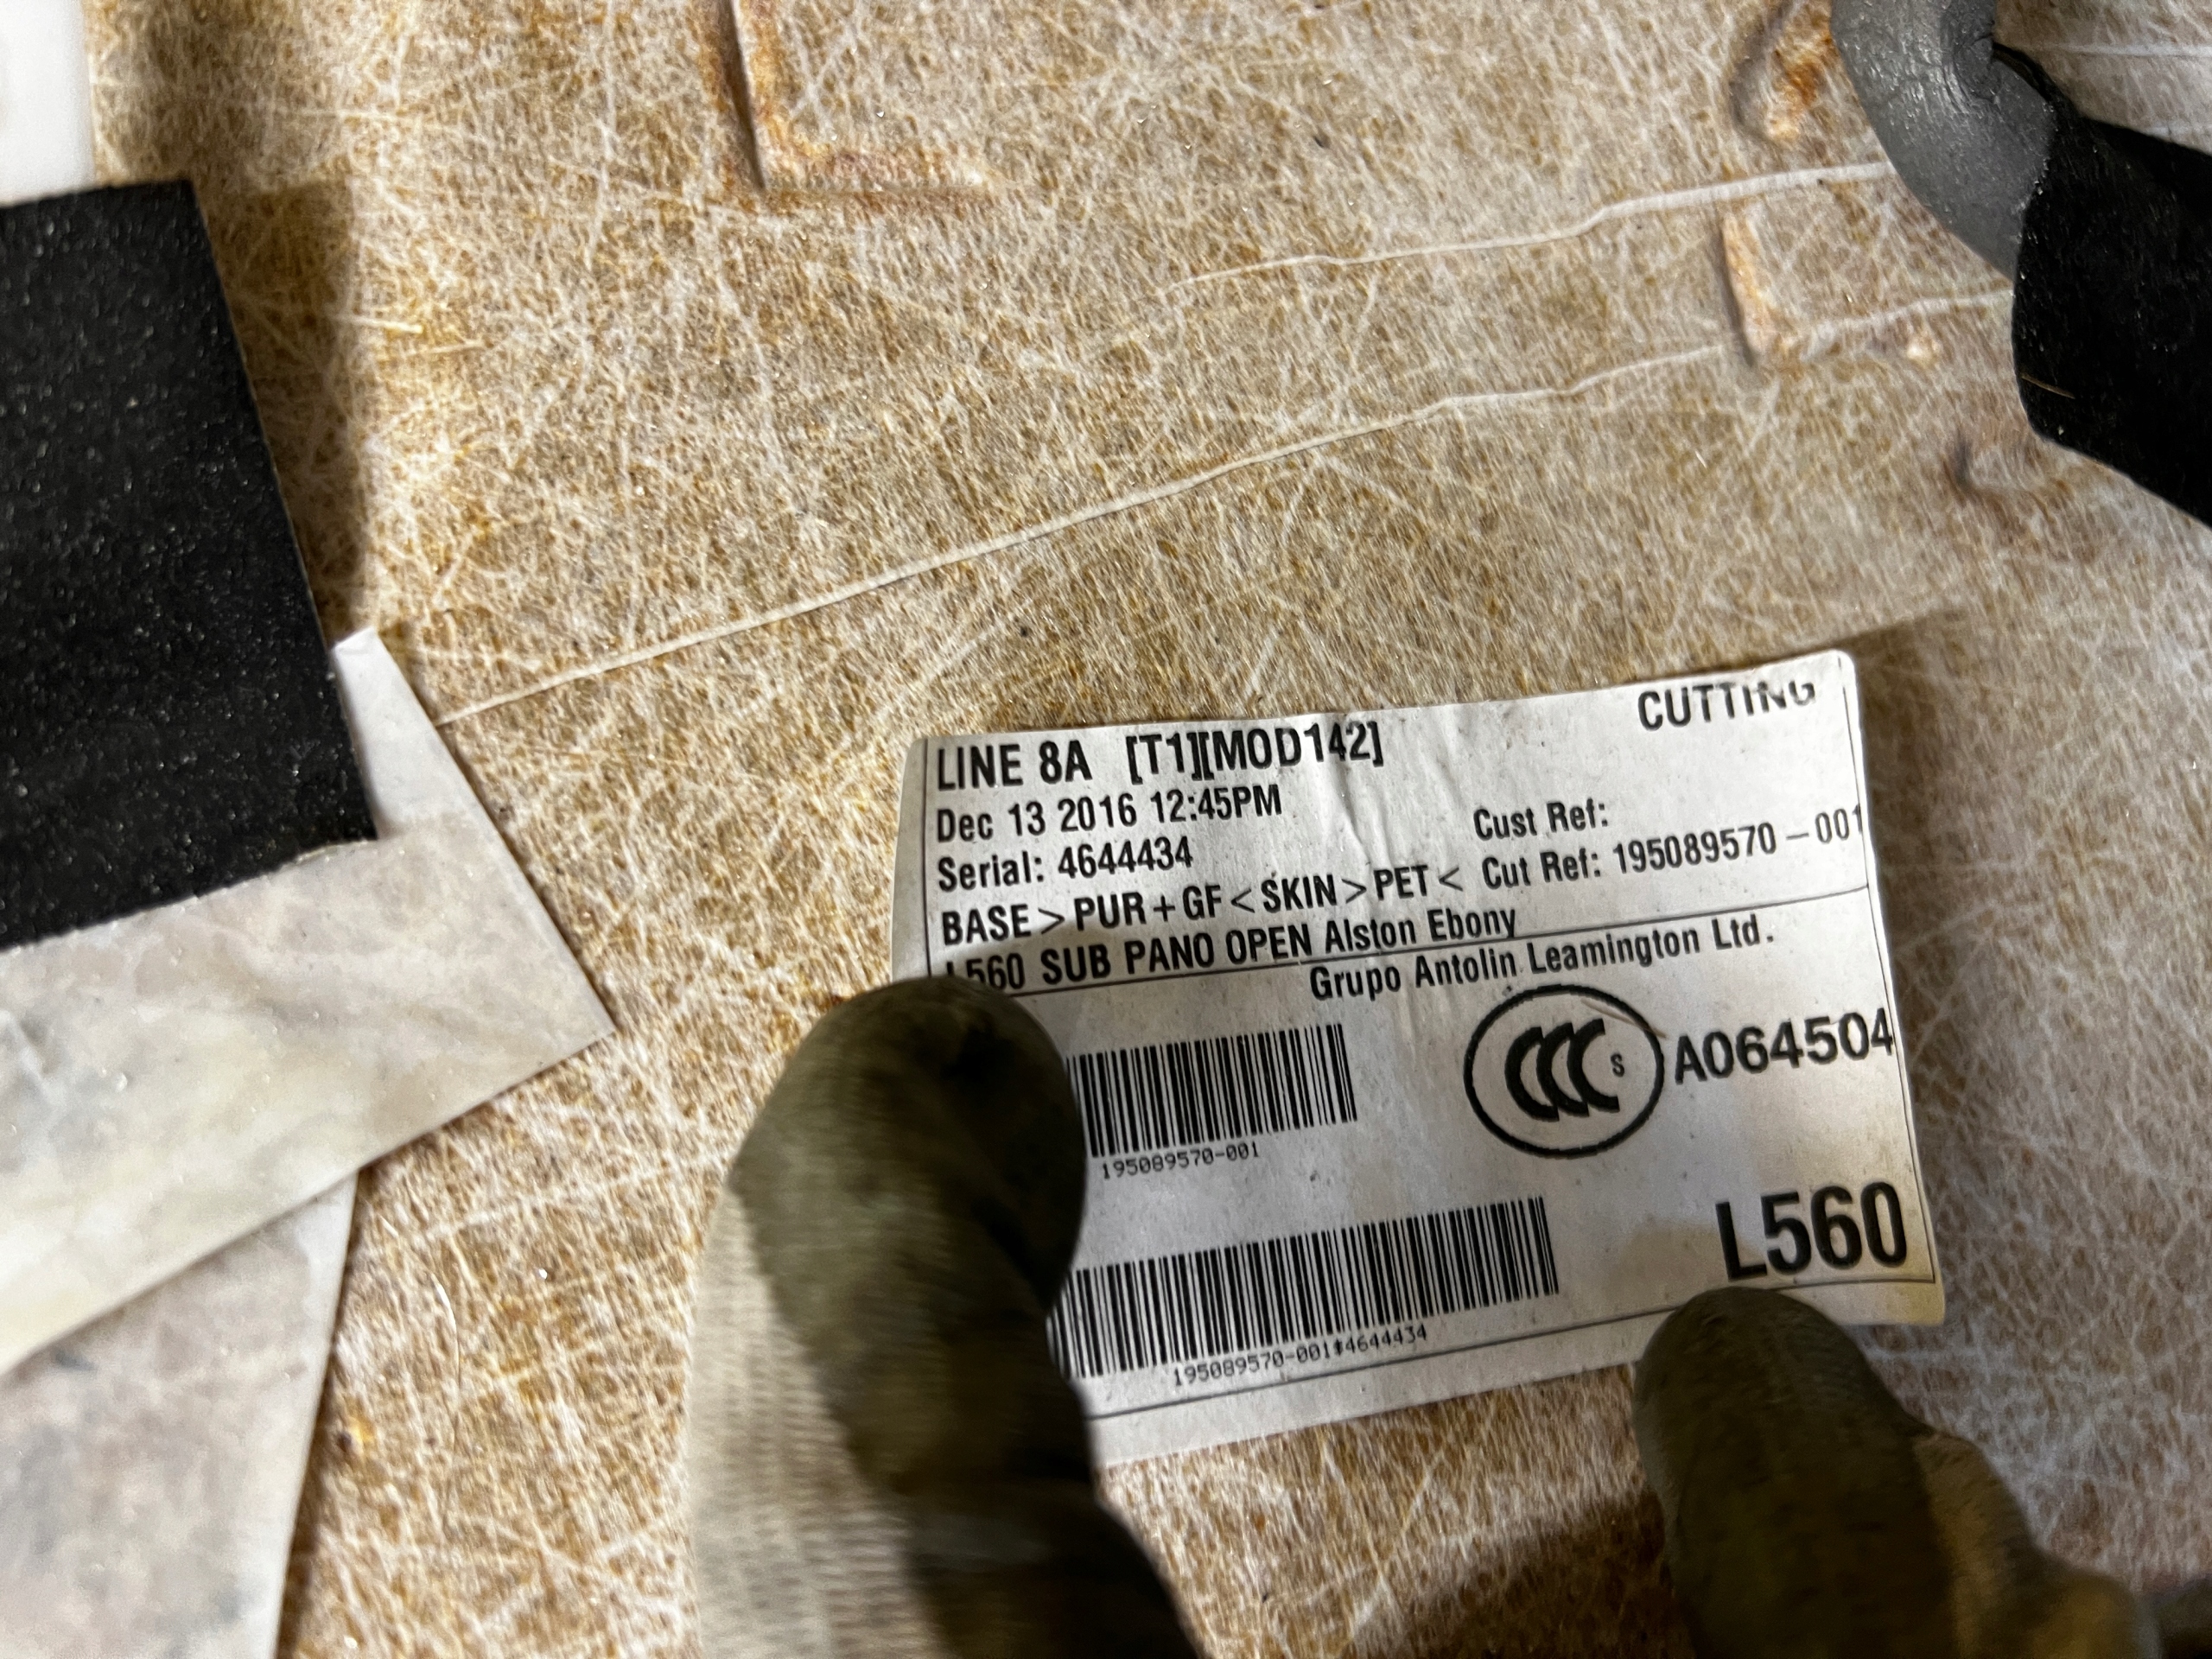 CUTTING
LINE 8A [T1][MOD142]
Dec 13 2016 12:45PM
Cust Ref:
Serial: 4644434
Cut Ref: 195089570-001
BASE>PUR+GF<SKIN>PET<
L560 SUB PANO OPEN Alston Ebony
Grupo Antolin Leamington Ltd.
CCC S A064504
195089570-001
L560
195089570-001$4644434